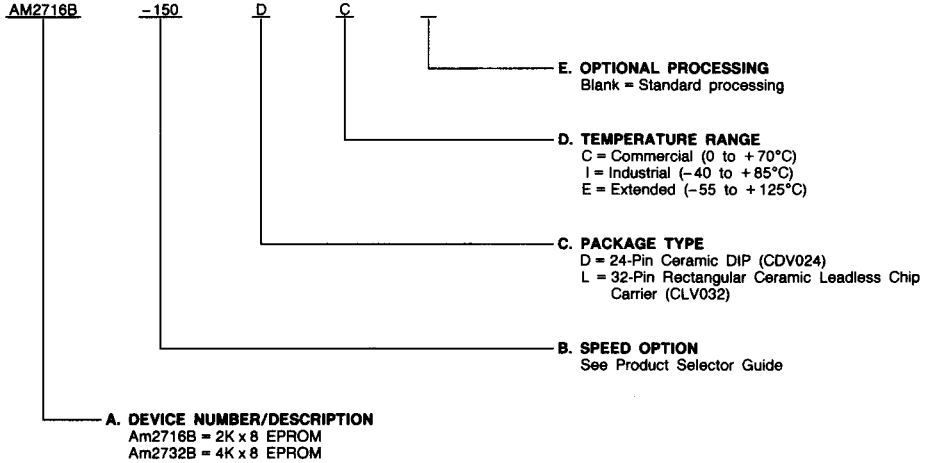 AM2716B -150 D C
E. OPTIONAL PROCESSING
Blank = Standard processing
D. TEMPERATURE RANGE
C = Commercial (0 to +70°C)
I = Industrial (-40 to +85°C)
E = Extended (-55 to +125°C)
C. PACKAGE TYPE
D = 24-Pin Ceramic DIP (CDV024)
L = 32-Pin Rectangular Ceramic Leadless Chip
Carrier (CLV032)
B. SPEED OPTION
See Product Selector Guide
A. DEVICE NUMBER/DESCRIPTION
Am2716B = 2K x 8 EPROM
Am2732B = 4K x 8 EPROM